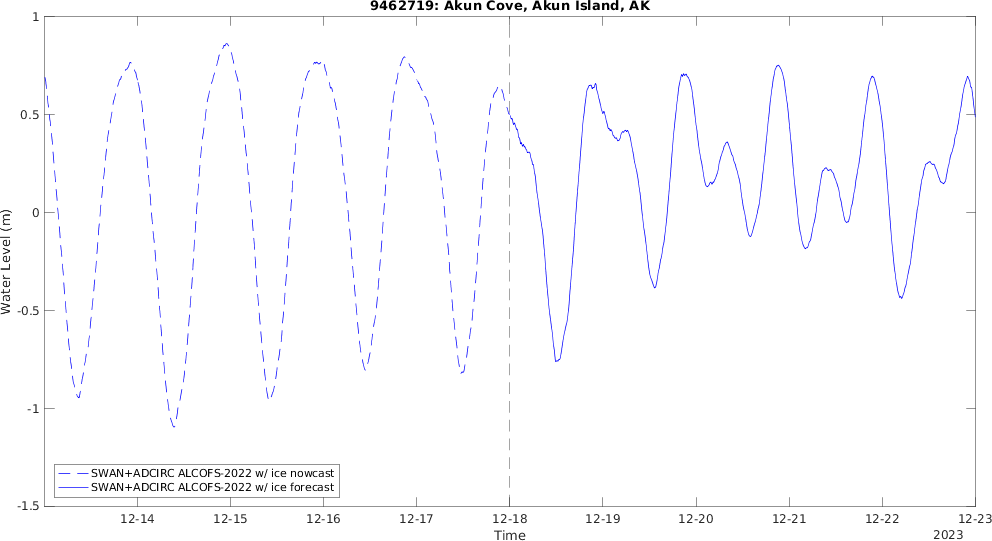 9462719: Akun Cove, Akun Island, AK
Water Level (m)
1
0.5
0
-0.5
-1
-1.5
SWAN+ADCIRC ALCOFS-2022 w/ ice nowcast
SWAN+ADCIRC ALCOFS-2022 w/ ice forecast
12-14 12-15 12-16 12-17 12-18 12-19 12-20 12-21 12-22 12-23
Time
2023